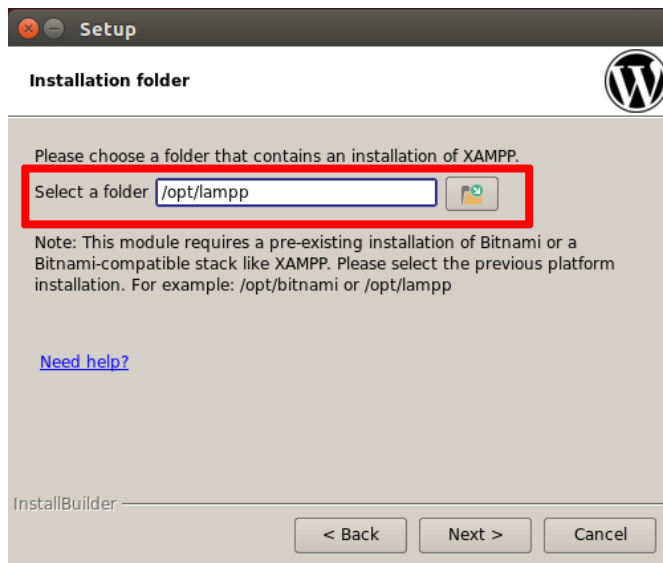 Setup
Installation folder
Please choose a folder that contains an installation of XAMPP.
Select a folder /opt/lampp
Note: This module requires a pre-existing installation of Bitnami or a
Bitnami-compatible stack like XAMPP. Please select the previous platform
installation. For example: /opt/bitnami or /opt/lampp
Need help?
InstallBuilder
< Back Next > Cancel